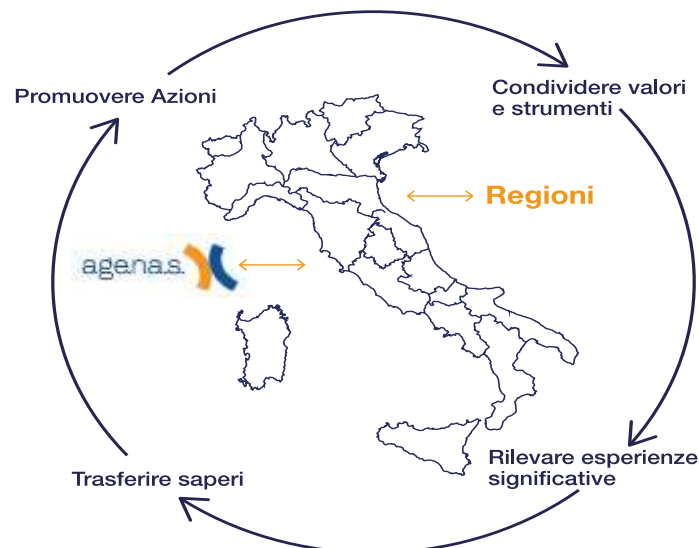 Promuovere Azioni
Condividere valori
e strumenti
Regioni
agenas.
Trasferire saperi
Rilevare esperienze
significative